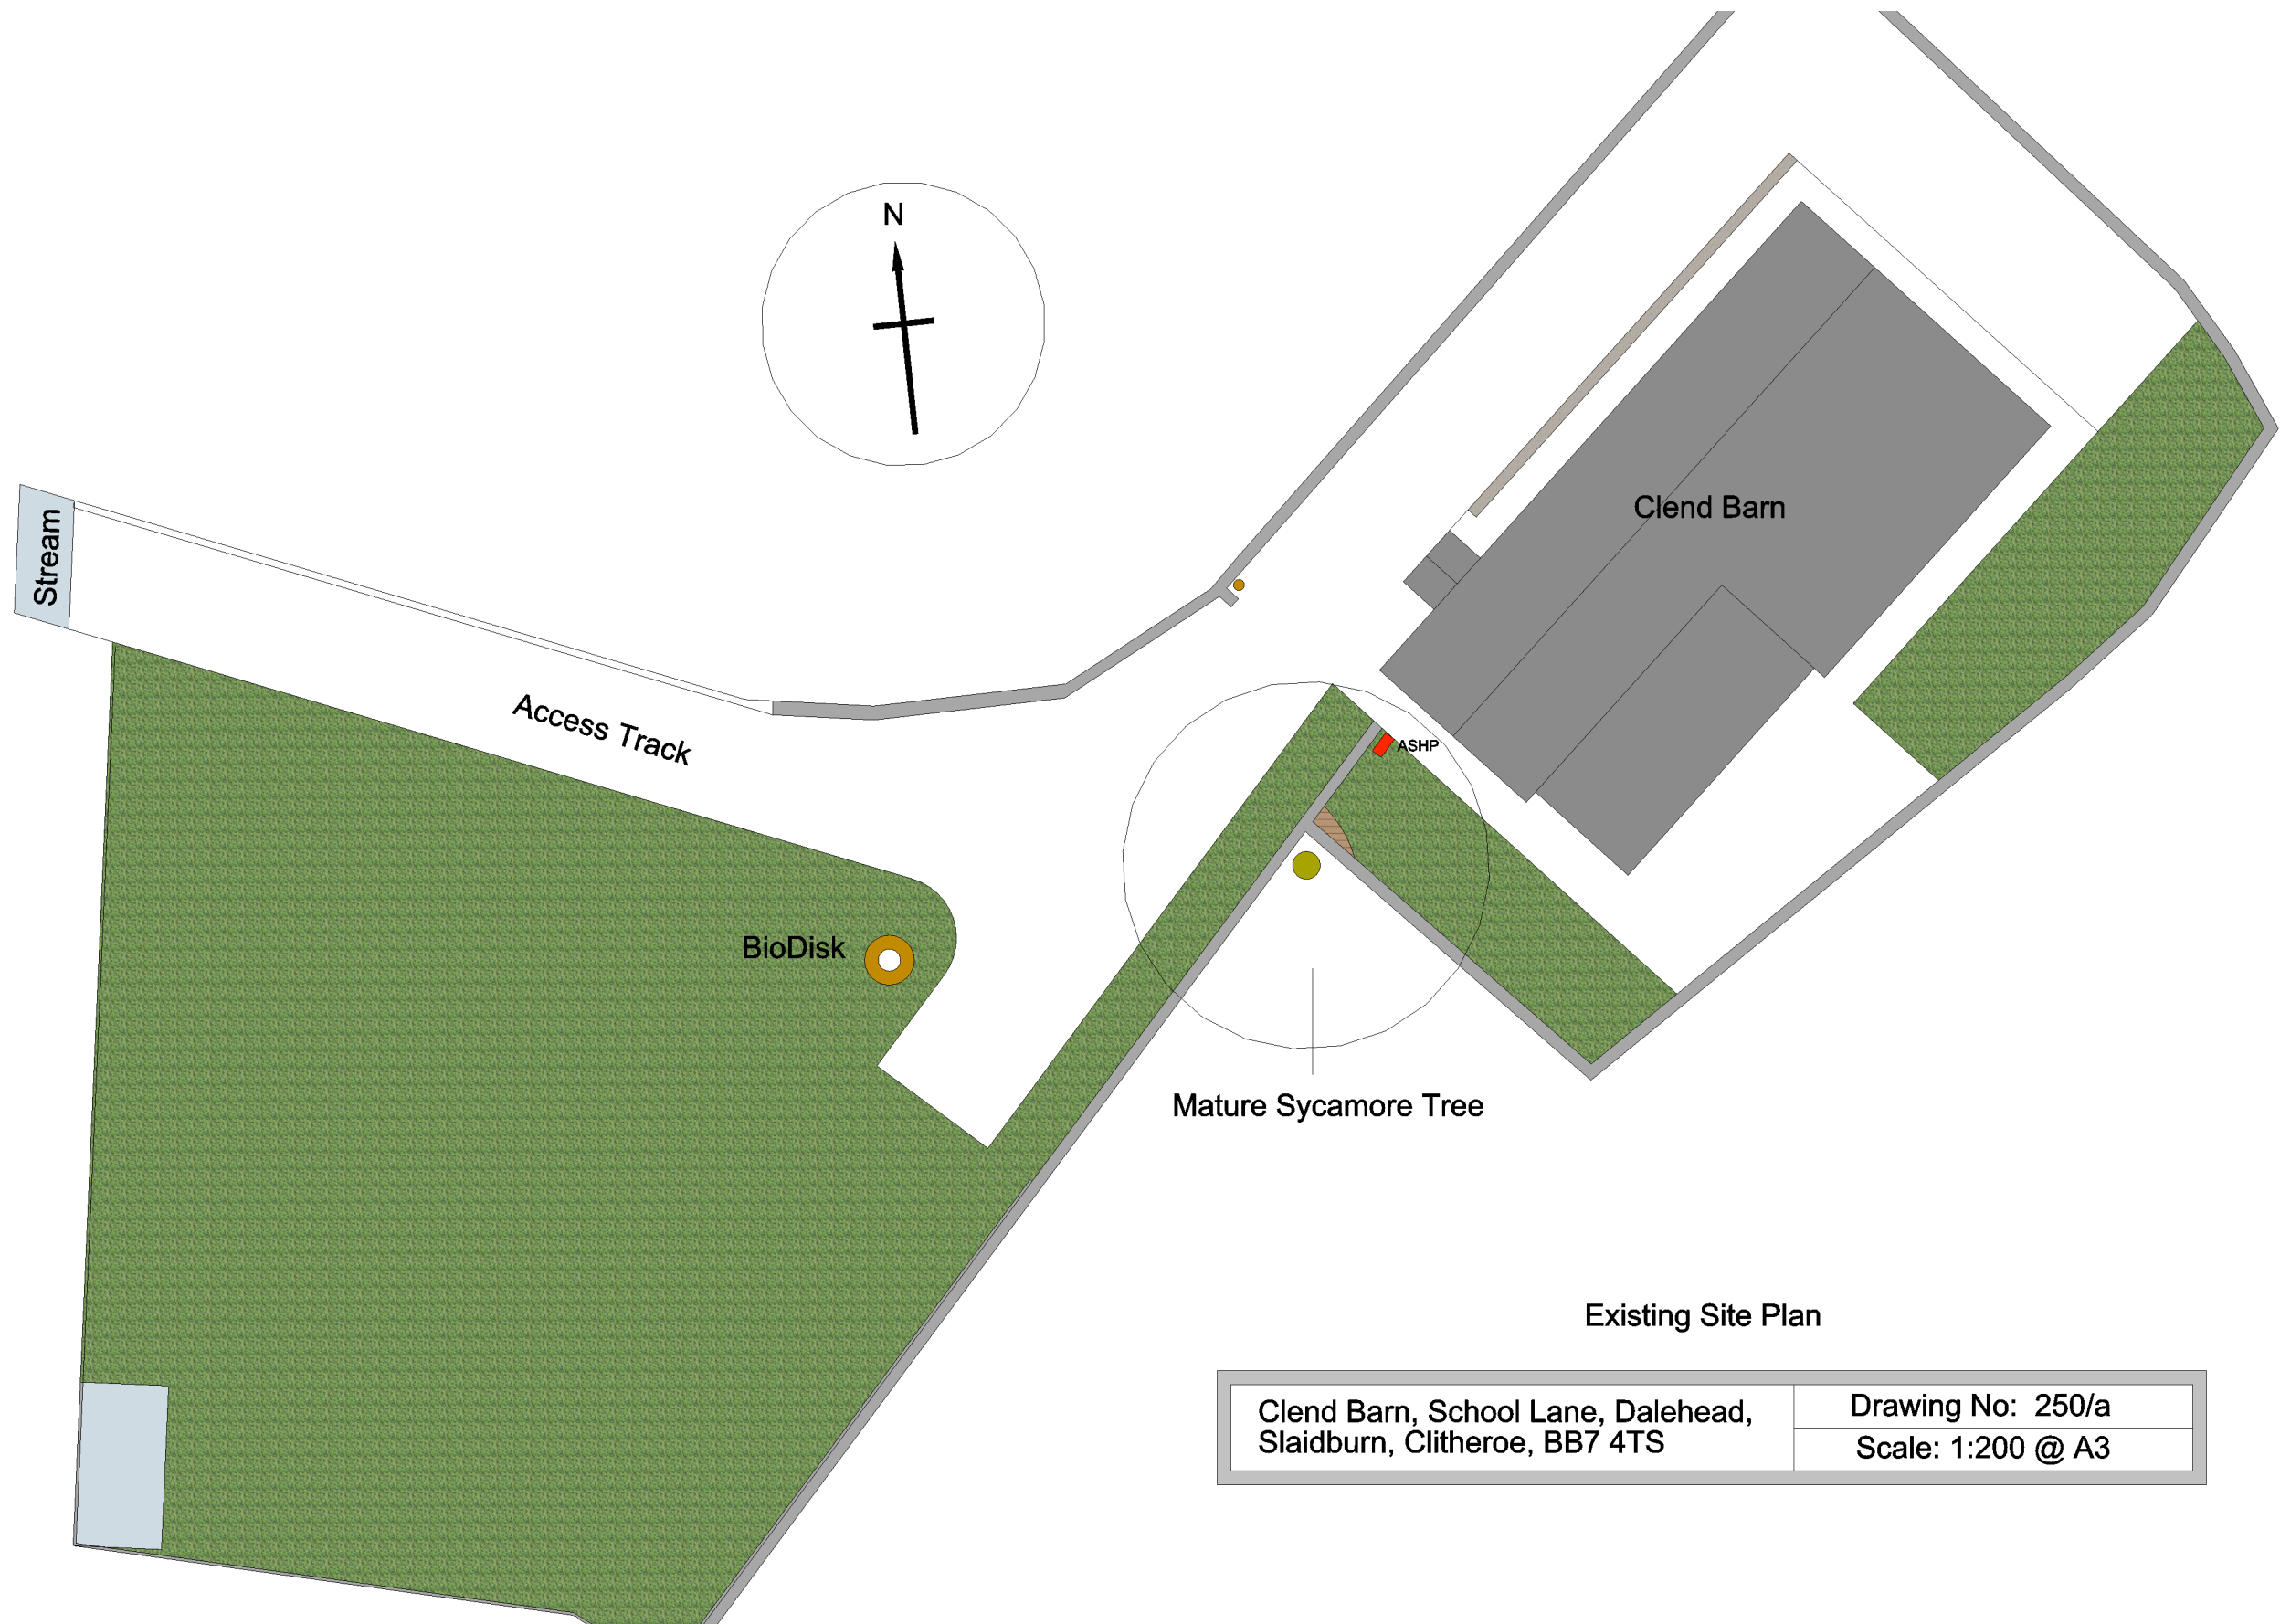 N
Clend Barn
Stream
Access Track
ASHP
BioDisk
Mature Sycamore Tree
Existing Site Plan
Clend Barn, School Lane, Dalehead,
Slaidburn, Clitheroe, BB7 4TS
Drawing No: 250/a
Scale: 1:200 @ A3